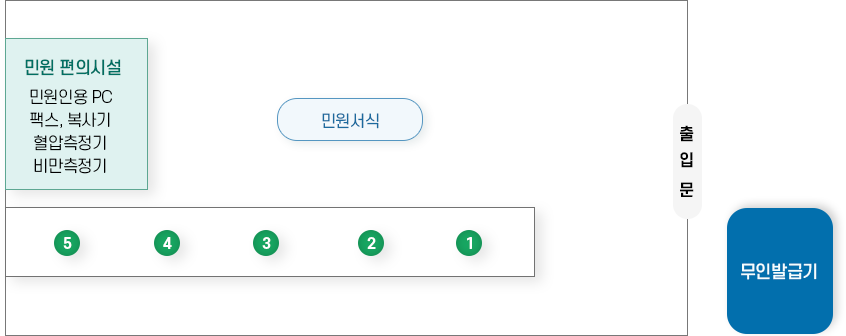 민원 편의시설
민원인용 PC
팩스, 복사기
혈압측정기
비만측정기
민원서식
출입문
5 4 3 2 1
무인발급기